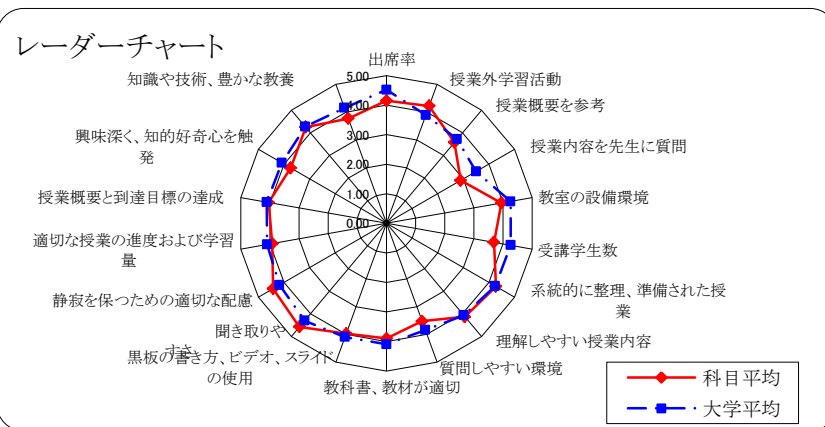 レーダーチャート
出席率
授業外学習活動
授業概要を参考
授業内容を先生に質問
教室の設備環境
受講学生数
系統的に整理、準備された授
業
理解しやすい授業内容
質問しやすい環境
教科書、教材が適切
黒板の書き方、ビデオ、スライド
の使用
聞き取りや
すさ
静寂を保つための適切な配慮
適切な授業の進度および学習
量
授業概要と到達目標の達成
興味深く、知的好奇心を触
発
知識や技術、豊かな教養
5.00
4.00
3.00
2.00
1.00
0.00
科目平均
大学平均